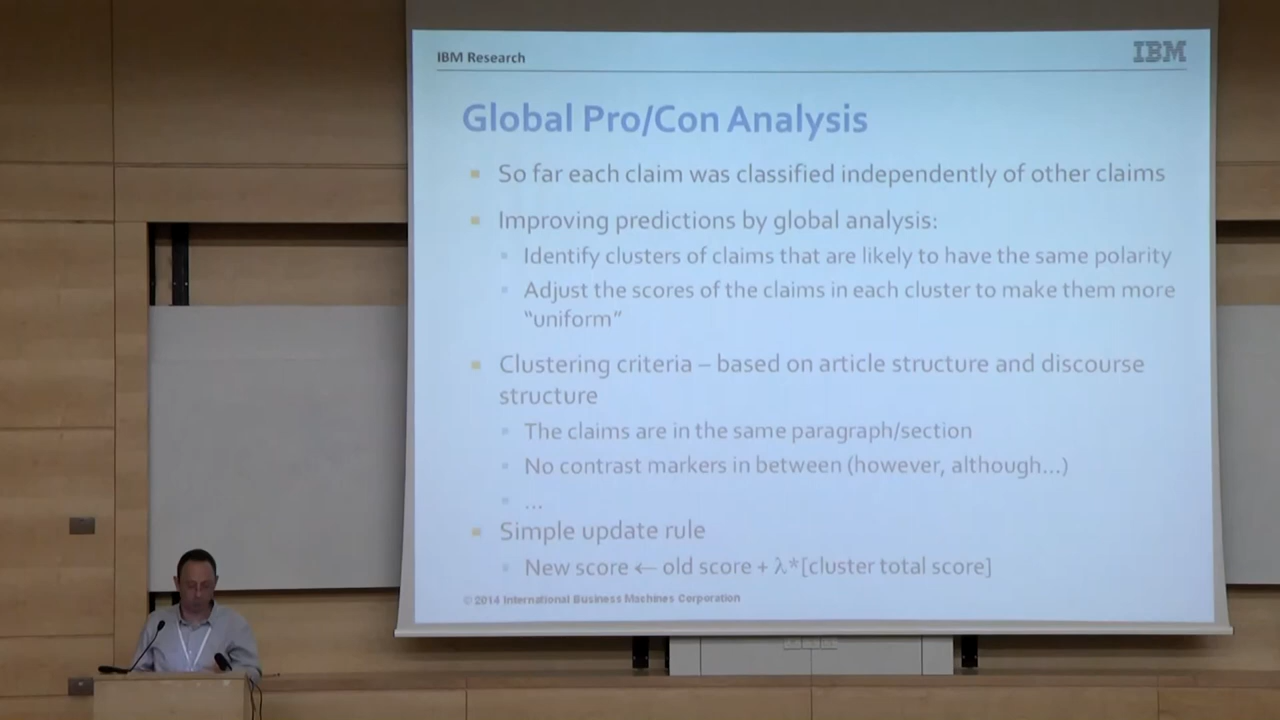 IBM Research
IBM
Global Pro/Con Analysis
So far each claim was classified independently of other claims
Improving predictions by global analysis:
Identify clusters of claims that are likely to have the same polarity
Adjust the scores of the claims in each cluster to make them more
“uniform”
Clustering criteria – based on article structure and discourse
structure
The claims are in the same paragraph/section
No contrast markers in between (however, although...)
...
Simple update rule
New score ← old score + λ*[cluster total score]
© 2014 International Business Machines Corporation